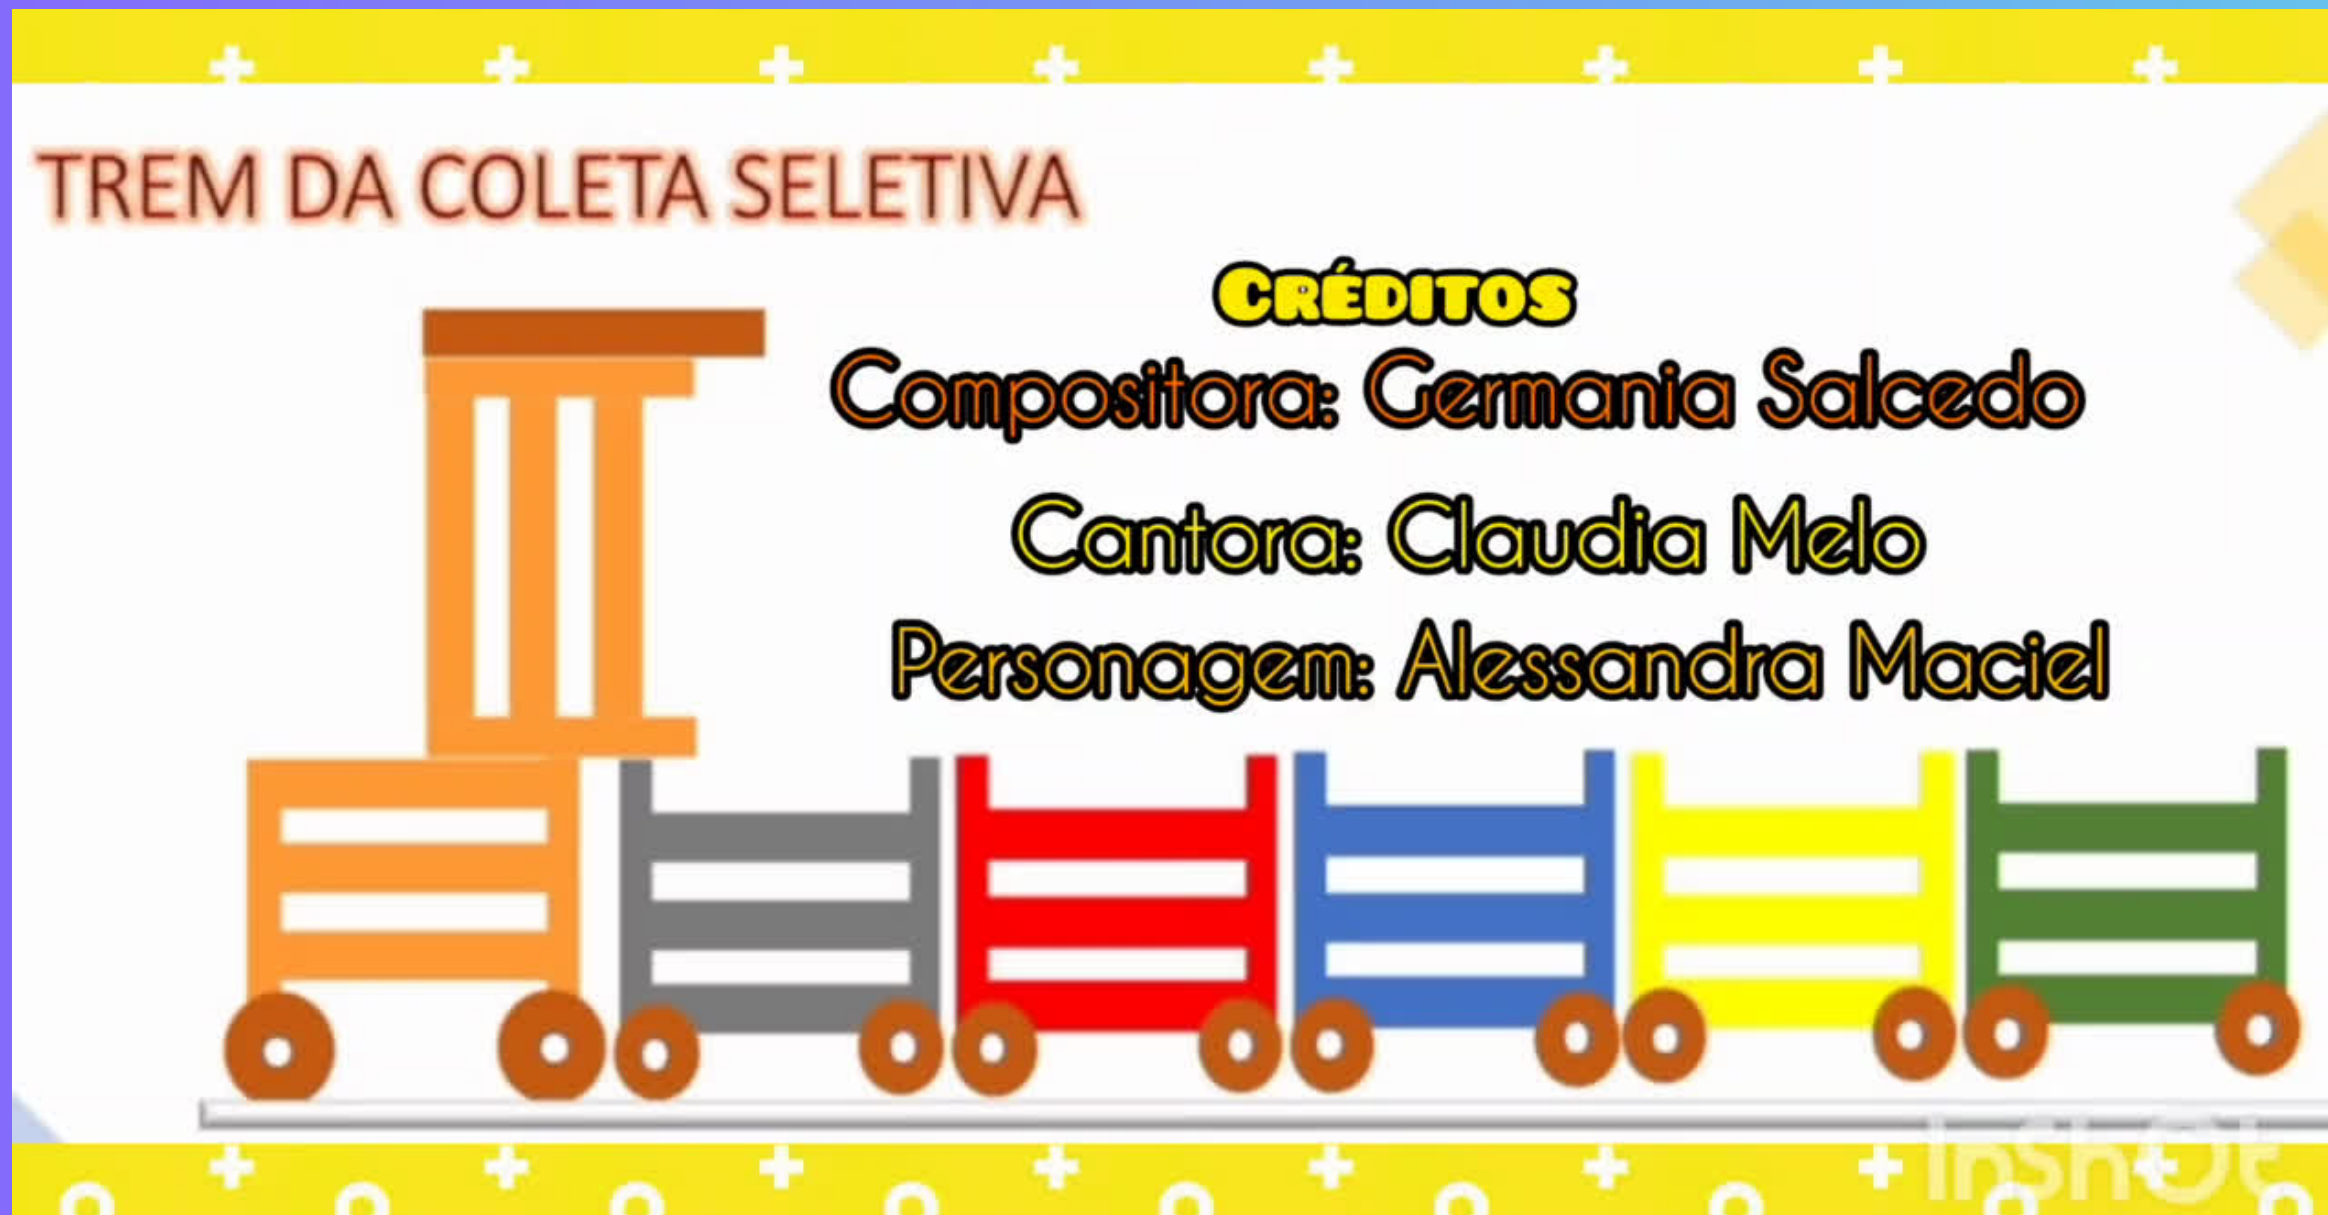 TREM DA COLETA SELETIVA
CRÉDITOS
Compositora: Germania Salcedo
Cantora: Claudia Melo
Personagem: Alessandra Maciel
InShOt